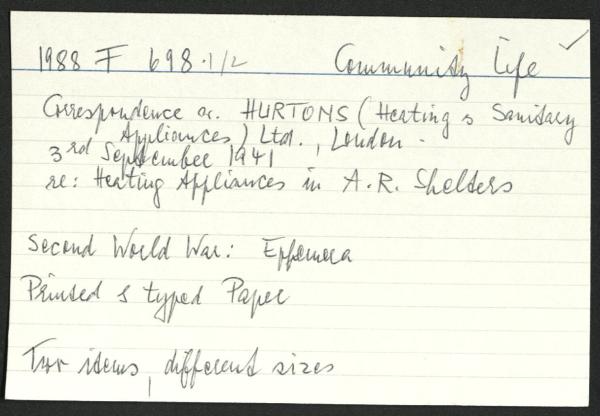 1988 F 698.1/2 Community Life ✓
Correspondence w. HURTONS (Heating & Sanitary
Appliances) Ltd., London.
3rd September 1941
re: Heating Appliances in A.R. Shelters
Second World War: Ephemera
Printed & typed Paper
Two items, different sizes